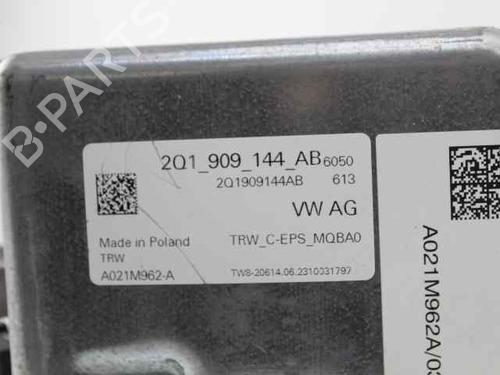 2Q1_909_144_AB 6050
2Q1909144AB 613
VW AG
Made in Poland TRW_C-EPS_MQBA0
TRW
A021M962-A TW8-20614.06.2310031797
A021M962A/03
B-Parts